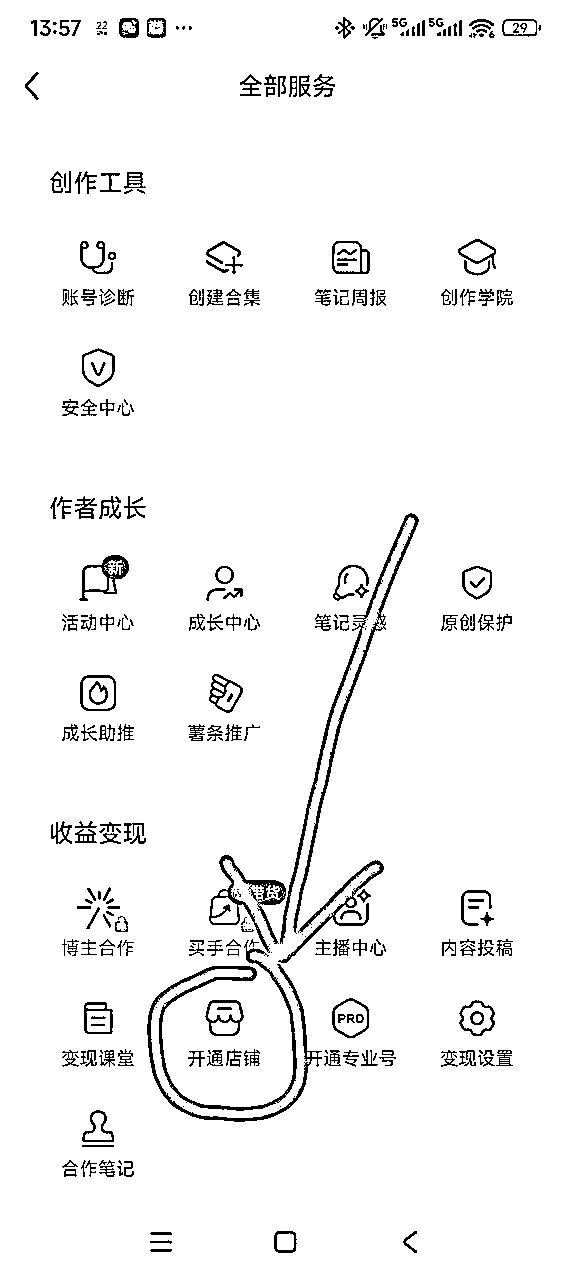 13:57 29
全部服务
创作工具
账号诊断 创建合集 笔记周报 创作学院
安全中心
作者成长
新
活动中心 成长中心 笔记灵感 原创保护
成长助推 薯条推广
收益变现
博主合作 买手合作 主播中心 内容投稿
PRO
变现课堂 开通店铺 开通专业号 变现设置
合作笔记